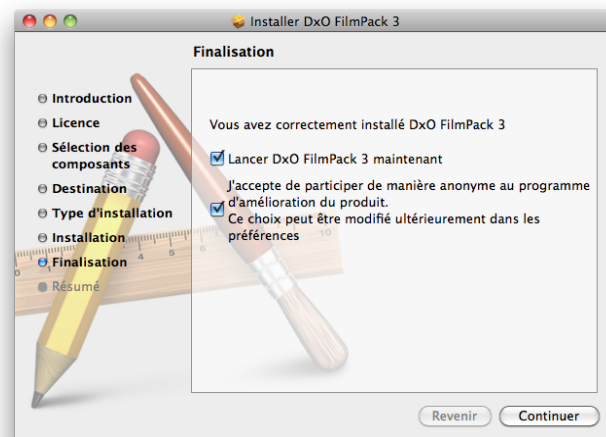 Installer DxO FilmPack 3
Finalisation
Introduction
Licence
Sélection des
composants
Destination
Type d'installation
Installation
Finalisation
Résumé
Vous avez correctement installé DxO FilmPack 3
Lancer DxO FilmPack 3 maintenant
J'accepte de participer de manière anonyme au programme
d'amélioration du produit.
Ce choix peut être modifié ultérieurement dans les
préférences
Revenir
Continuer